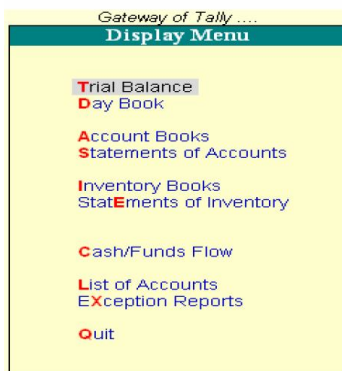 Gateway of Tally ....
Display Menu
Trial Balance
Day Book
Account Books
Statements of Accounts
Inventory Books
StatEments of Inventory
Cash/Funds Flow
List of Accounts
EXception Reports
Quit